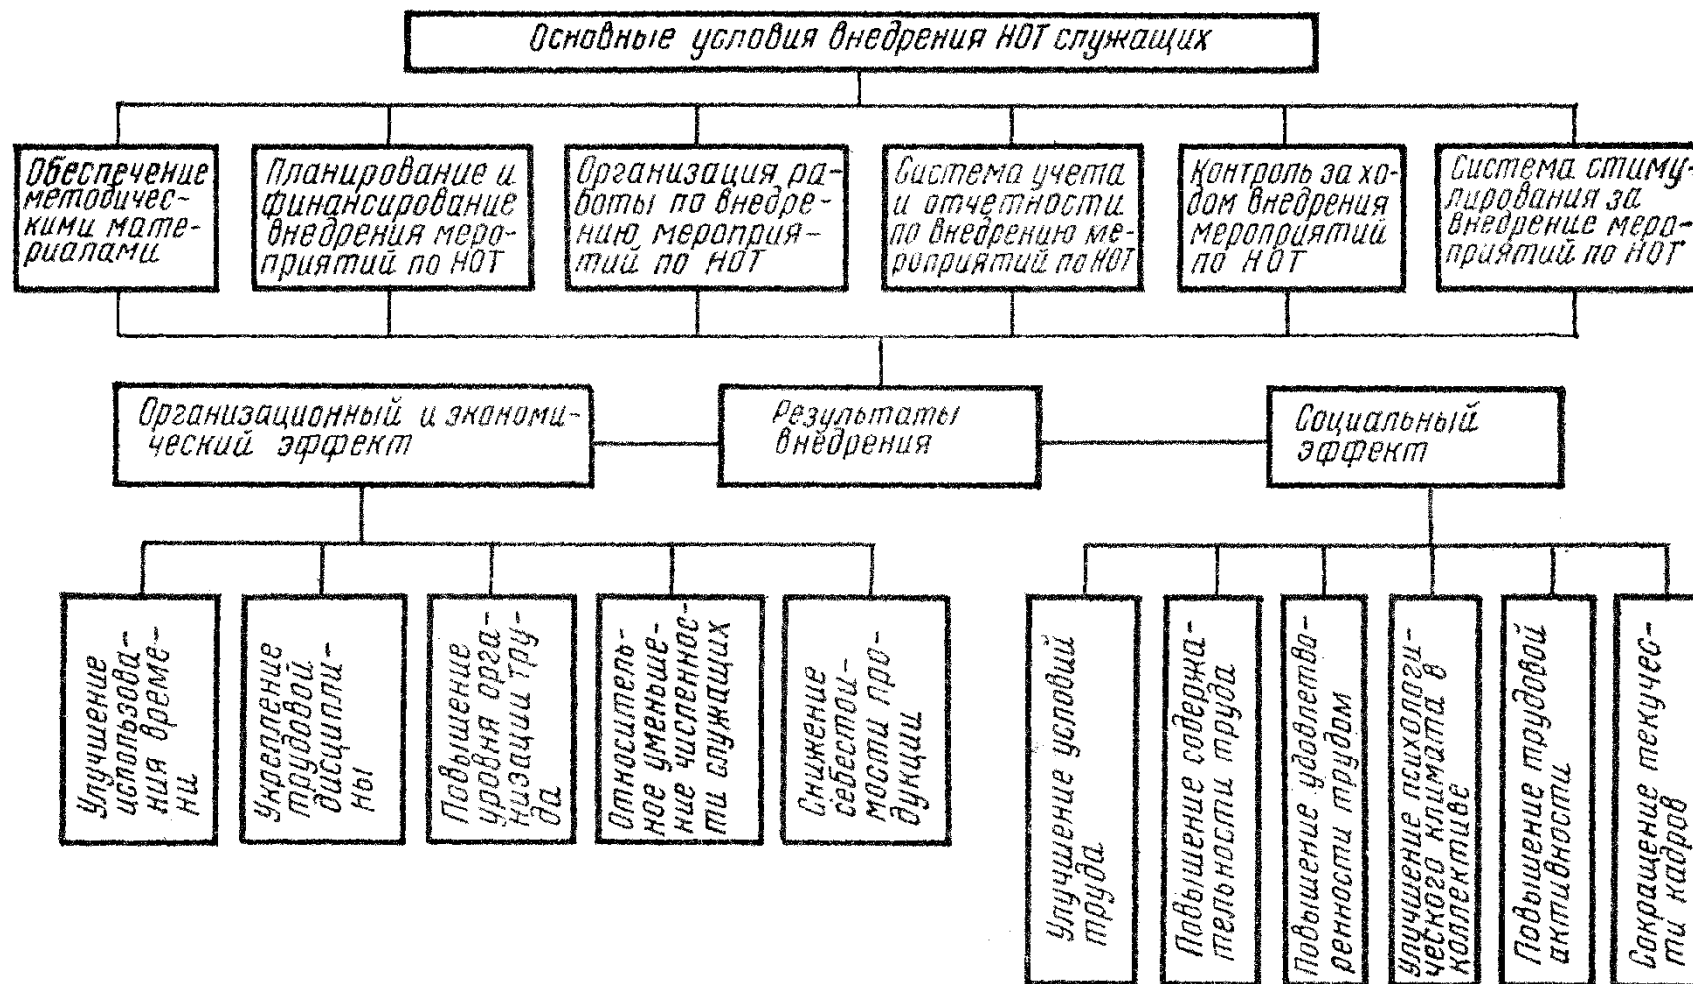 Основные условия внедрения НОТ служащих
Обеспечение
методичес-
кими мате-
риалами
Планирование и
финансирование
внедрения меро-
приятий по НОТ
Организация ра-
боты по внедре-
нию мероприя-
тий по НОТ
Система учета
и отчетности
по внедрению ме-
роприятий по НОТ
Контроль за хо-
дом внедрения
мероприятий
по НОТ
Система стиму-
лирования за
внедрение меро-
приятий по НОТ
Организационный и экономи-
ческий эффект
Результаты
внедрения
Социальный
эффект
Улучшение
использова-
ния време-
ни
Укрепление
трудовой
дисципли-
ны
Повышение
уровня орга-
низации тру-
да
Относитель-
ное уменьше-
ние численнос-
ти служащих
Снижение
себестои-
мости про-
дукции
Улучшение условий
труда
Повышение содержа-
тельности труда
Повышение удовлетво-
ренности трудом
Улучшение психологи-
ческого климата в
коллективе
Повышение трудовой
активности
Сокращение текучес-
ти кадров